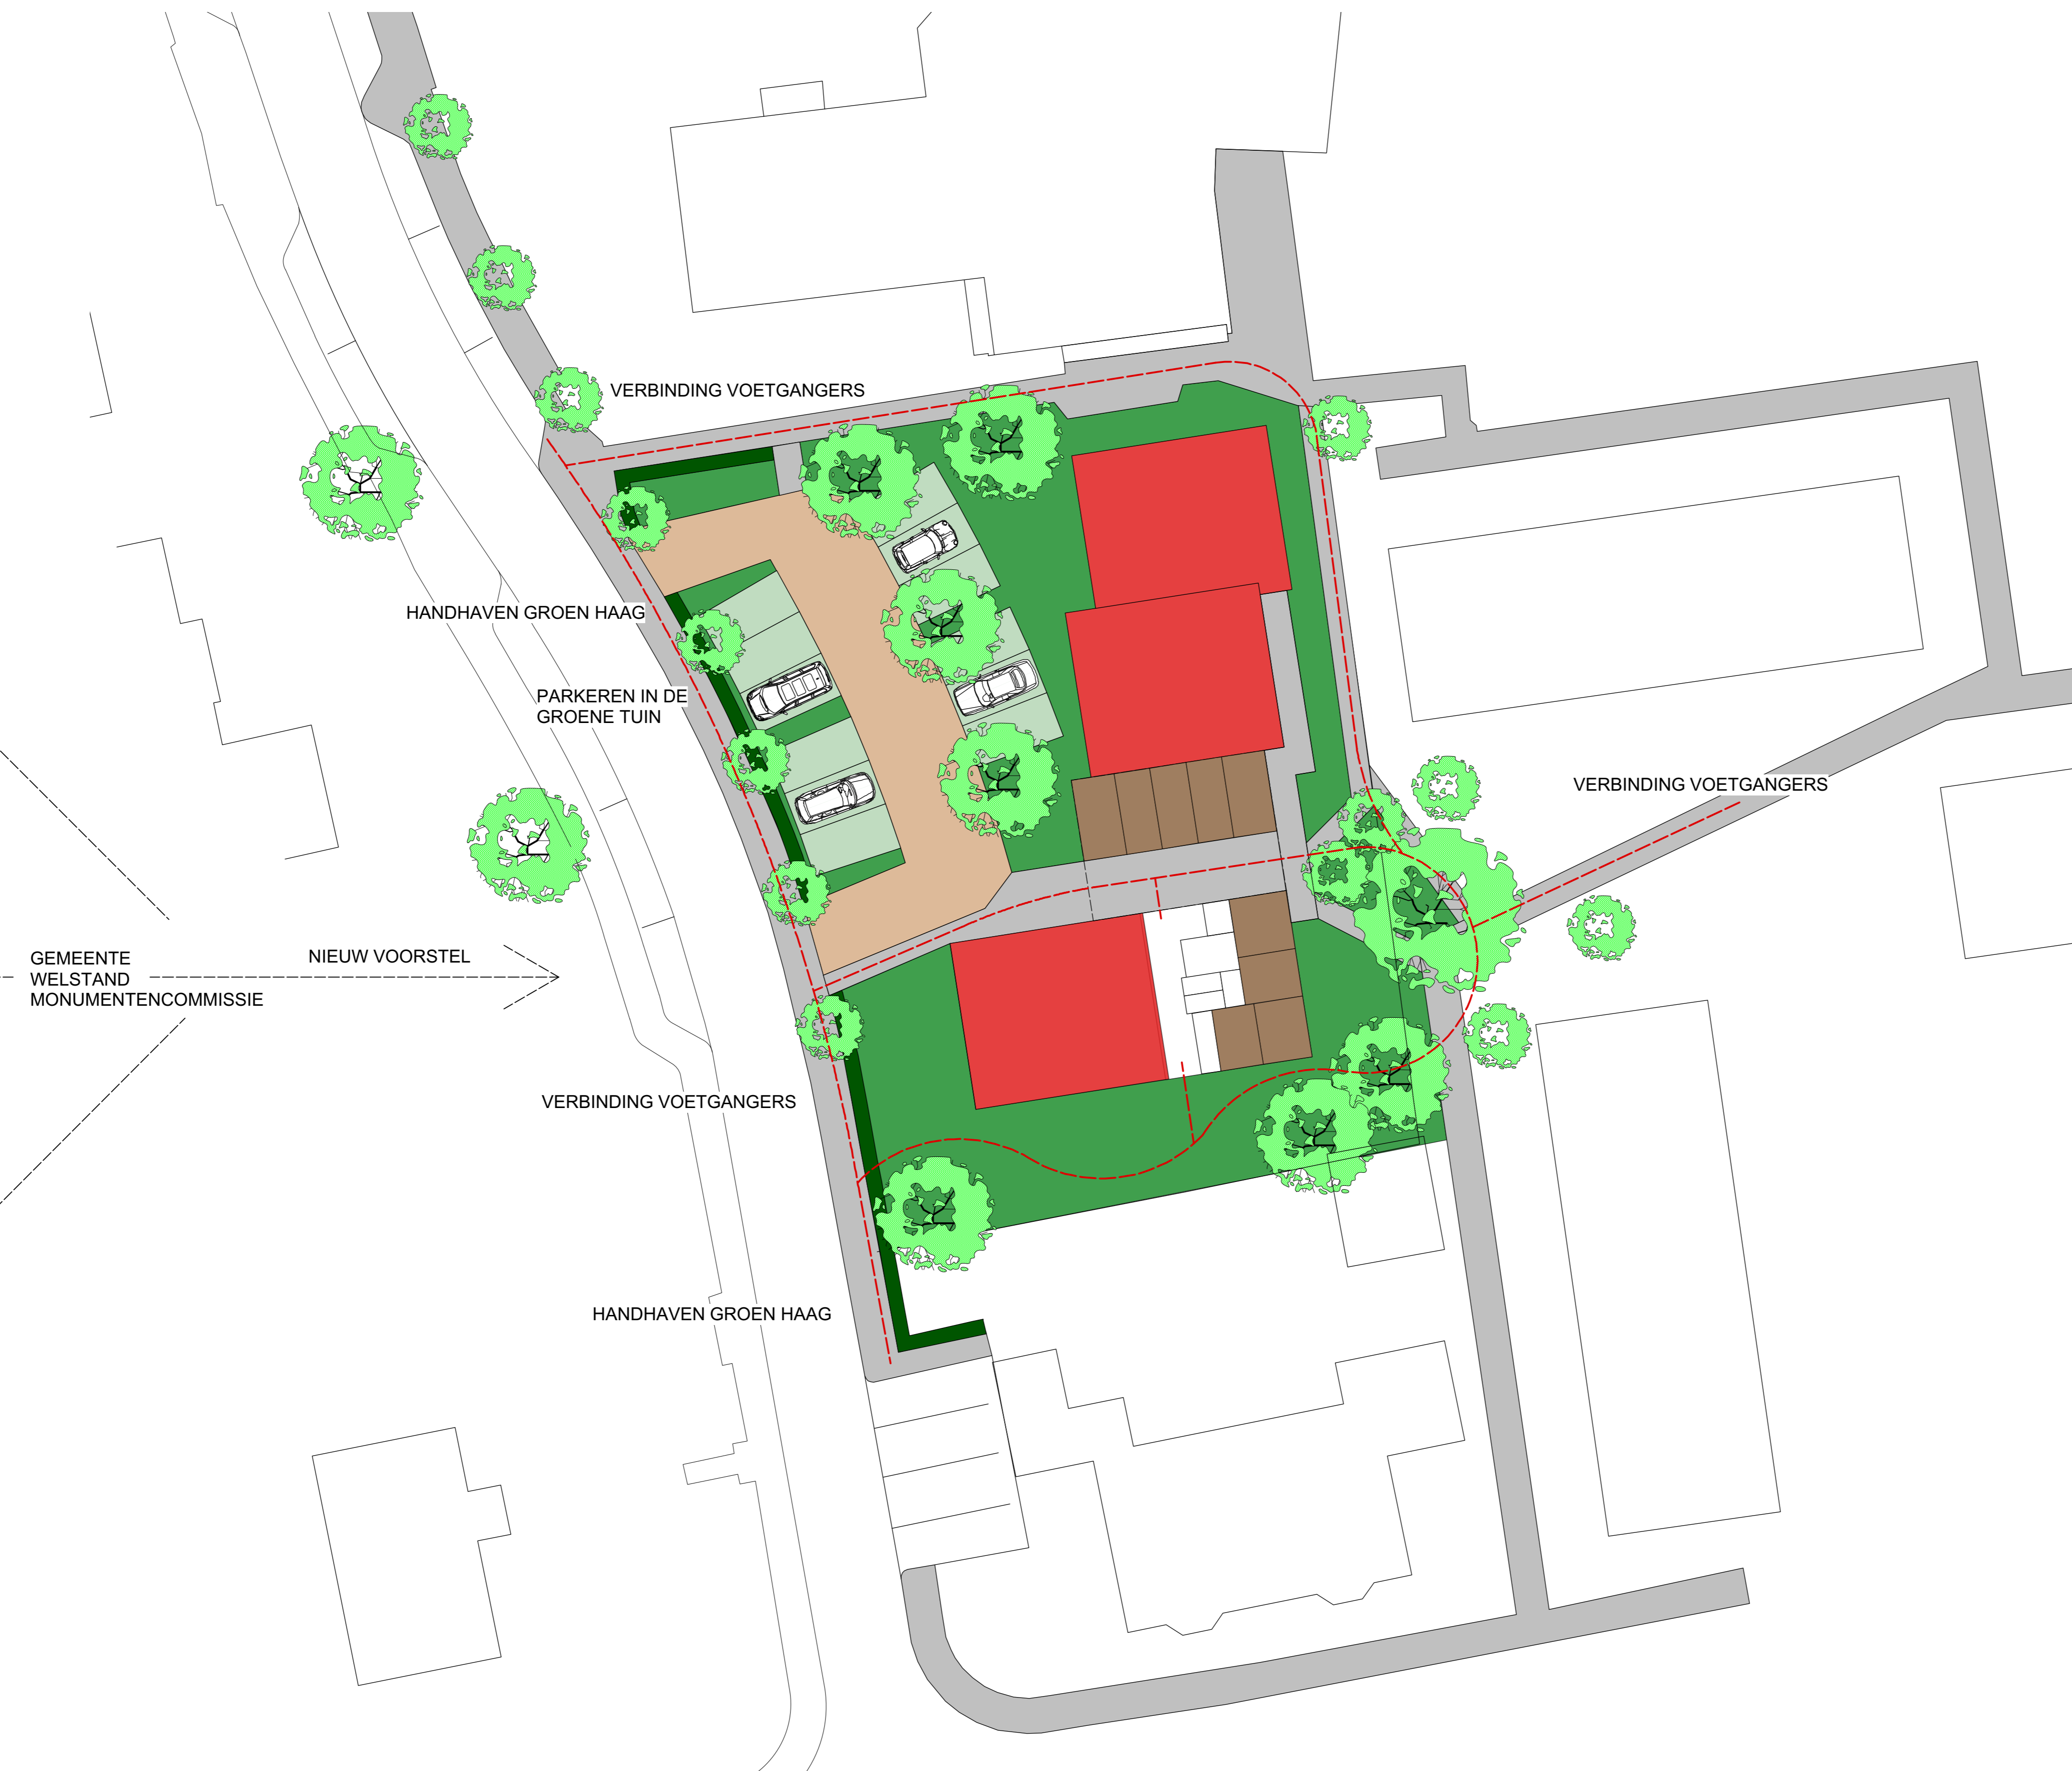 VERBINDING VOETGANGERS
HANDHAVEN GROEN HAAG
PARKEREN IN DE
GROENE TUIN
VERBINDING VOETGANGERS
GEMEENTE
WELSTAND
MONUMENTENCOMMISSIE
NIEUW VOORSTEL
VERBINDING VOETGANGERS
HANDHAVEN GROEN HAAG